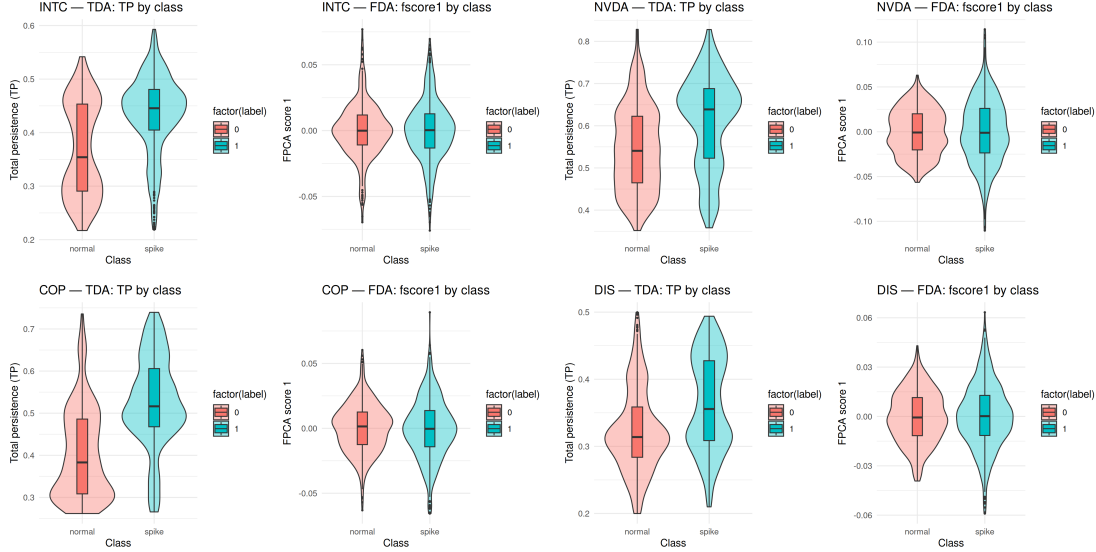 INTC — TDA: TP by class
Total persistence (TP)
0.6
0.5
0.4
0.3
0.2
normal
spike
Class
factor(label)
0
1
INTC — FDA: fscore1 by class
FPCA score 1
0.05
0.00
-0.05
normal
spike
Class
factor(label)
0
1
NVDA — TDA: TP by class
Total persistence (TP)
0.8
0.7
0.6
0.5
0.4
normal
spike
Class
factor(label)
0
1
NVDA — FDA: fscore1 by class
FPCA score 1
0.10
0.05
0.00
-0.05
-0.10
normal
spike
Class
factor(label)
0
1
COP — TDA: TP by class
Total persistence (TP)
0.7
0.6
0.5
0.4
0.3
normal
spike
Class
factor(label)
0
1
COP — FDA: fscore1 by class
FPCA score 1
0.05
0.00
-0.05
normal
spike
Class
factor(label)
0
1
DIS — TDA: TP by class
Total persistence (TP)
0.5
0.4
0.3
0.2
normal
spike
Class
factor(label)
0
1
DIS — FDA: fscore1 by class
FPCA score 1
0.06
0.03
0.00
-0.03
-0.06
normal
spike
Class
factor(label)
0
1